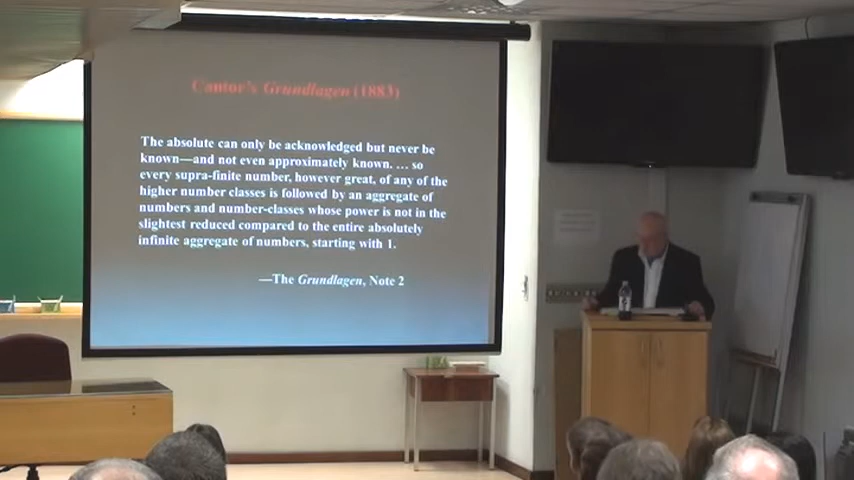 Cantor's Grundlagen (1883)
The absolute can only be acknowledged but never be
known—and not even approximately known. … so
every supra-finite number, however great, of any of the
higher number classes is followed by an aggregate of
numbers and number-classes whose power is not in the
slightest reduced compared to the entire absolutely
infinite aggregate of numbers, starting with 1.
—The Grundlagen, Note 2